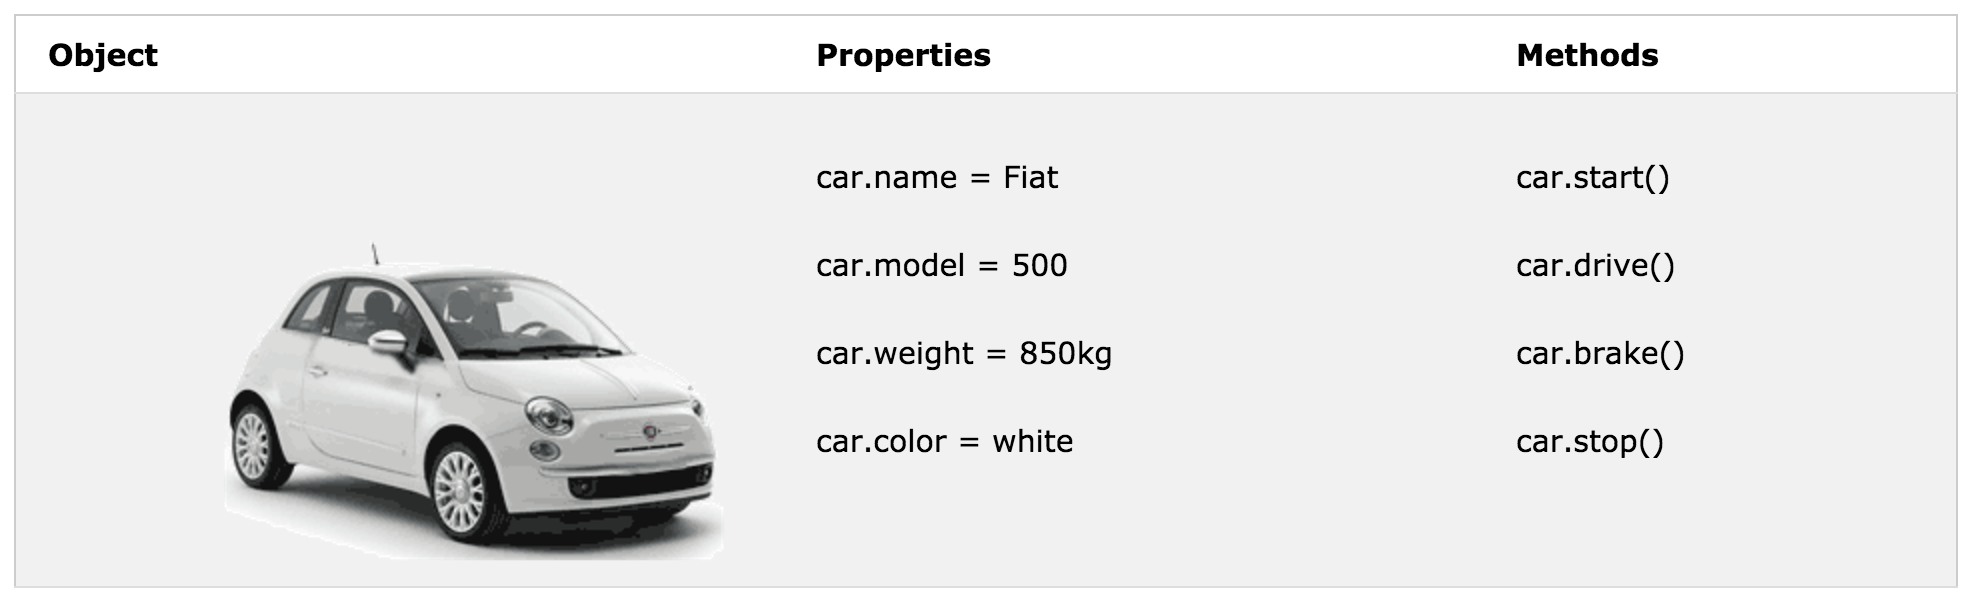 Object Properties Methods
car.name = Fiat car.start()
car.model = 500 car.drive()
car.weight = 850kg car.brake()
car.color = white car.stop()